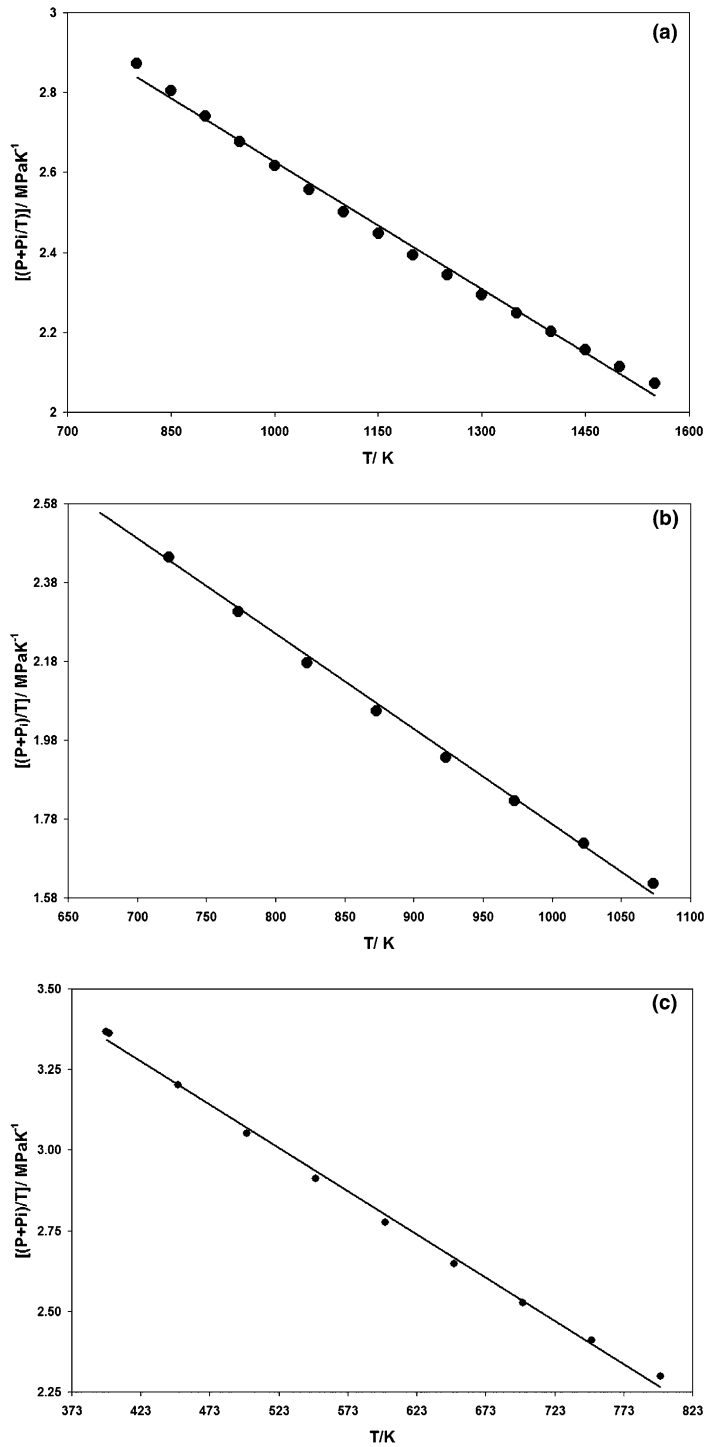 (a)
3
2.8
2.6
2.4
2.2
2
[(P+Pi/T)]/ MPaK-1
700 850 1000 1150 1300 1450 1600
T/ K
(b)
2.58
2.38
2.18
1.98
1.78
1.58
[(P+Pi)/T]/ MPaK-1
650 700 750 800 850 900 950 1000 1050 1100
T/ K
(c)
3.50
3.25
3.00
2.75
2.50
2.25
[(P+Pi)/T]/ MPaK-1
373 423 473 523 573 623 673 723 773 823
T/K